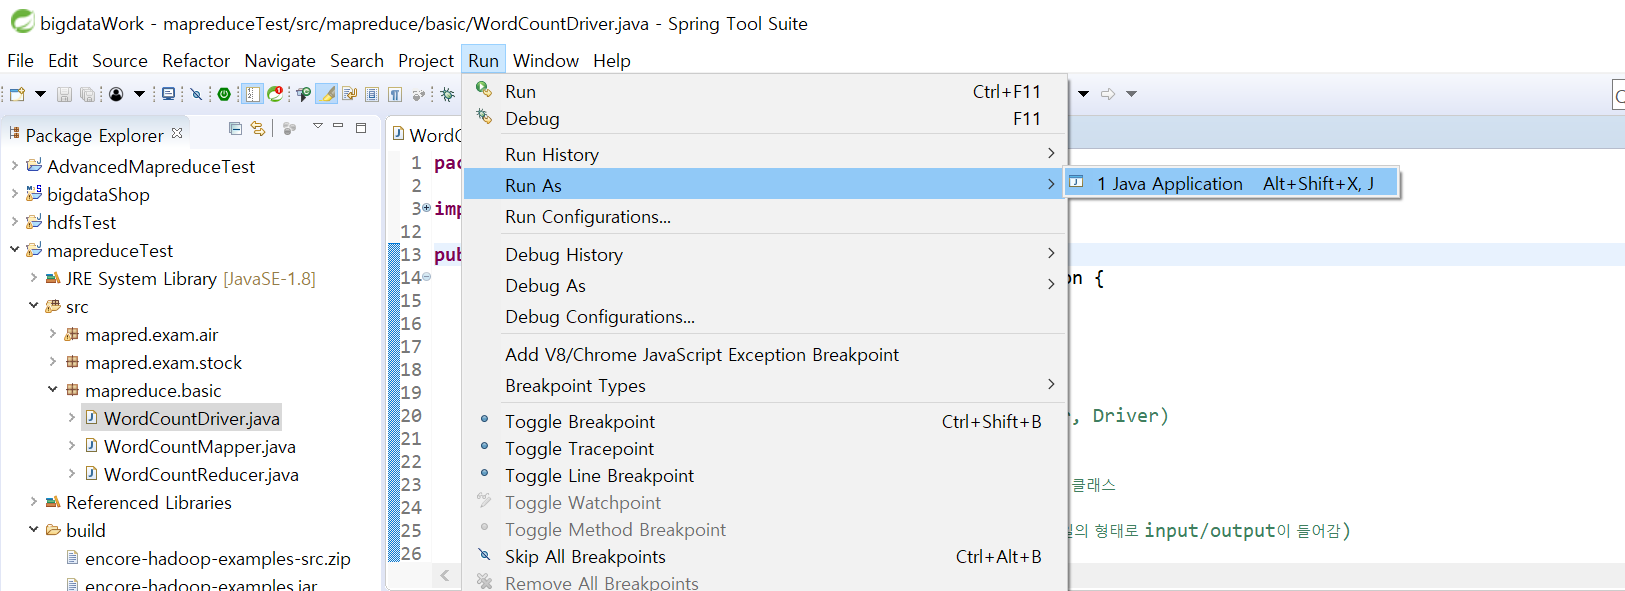 bigdataWork - mapreduceTest/src/mapreduce/basic/WordCountDriver.java - Spring Tool Suite
File Edit Source Refactor Navigate Search Project Run Window Help
Package Explorer
AdvancedMapreduceTest
bigdataShop
hdfsTest
mapreduceTest
JRE System Library [JavaSE-1.8]
src
mapred.exam.air
mapred.exam.stock
mapreduce.basic
WordCountDriver.java
WordCountMapper.java
WordCountReducer.java
Referenced Libraries
build
encore-hadoop-examples-src.zip
encore-hadoop-examples.jar
Run Ctrl+F11
Debug F11
Run History
Run As
Run Configurations...
Debug History
Debug As
Debug Configurations...
Add V8/Chrome JavaScript Exception Breakpoint
Breakpoint Types
Toggle Breakpoint Ctrl+Shift+B
Toggle Tracepoint
Toggle Line Breakpoint
Toggle Watchpoint
Toggle Method Breakpoint
Skip All Breakpoints Ctrl+Alt+B
Remove All Breakpoints
1 Java Application Alt+Shift+X, J
1
2
3
12
13
14
15
16
17
18
19
20
21
22
23
24
25
26
{
, Driver)
클래스
형태로 input/output이 들어감)